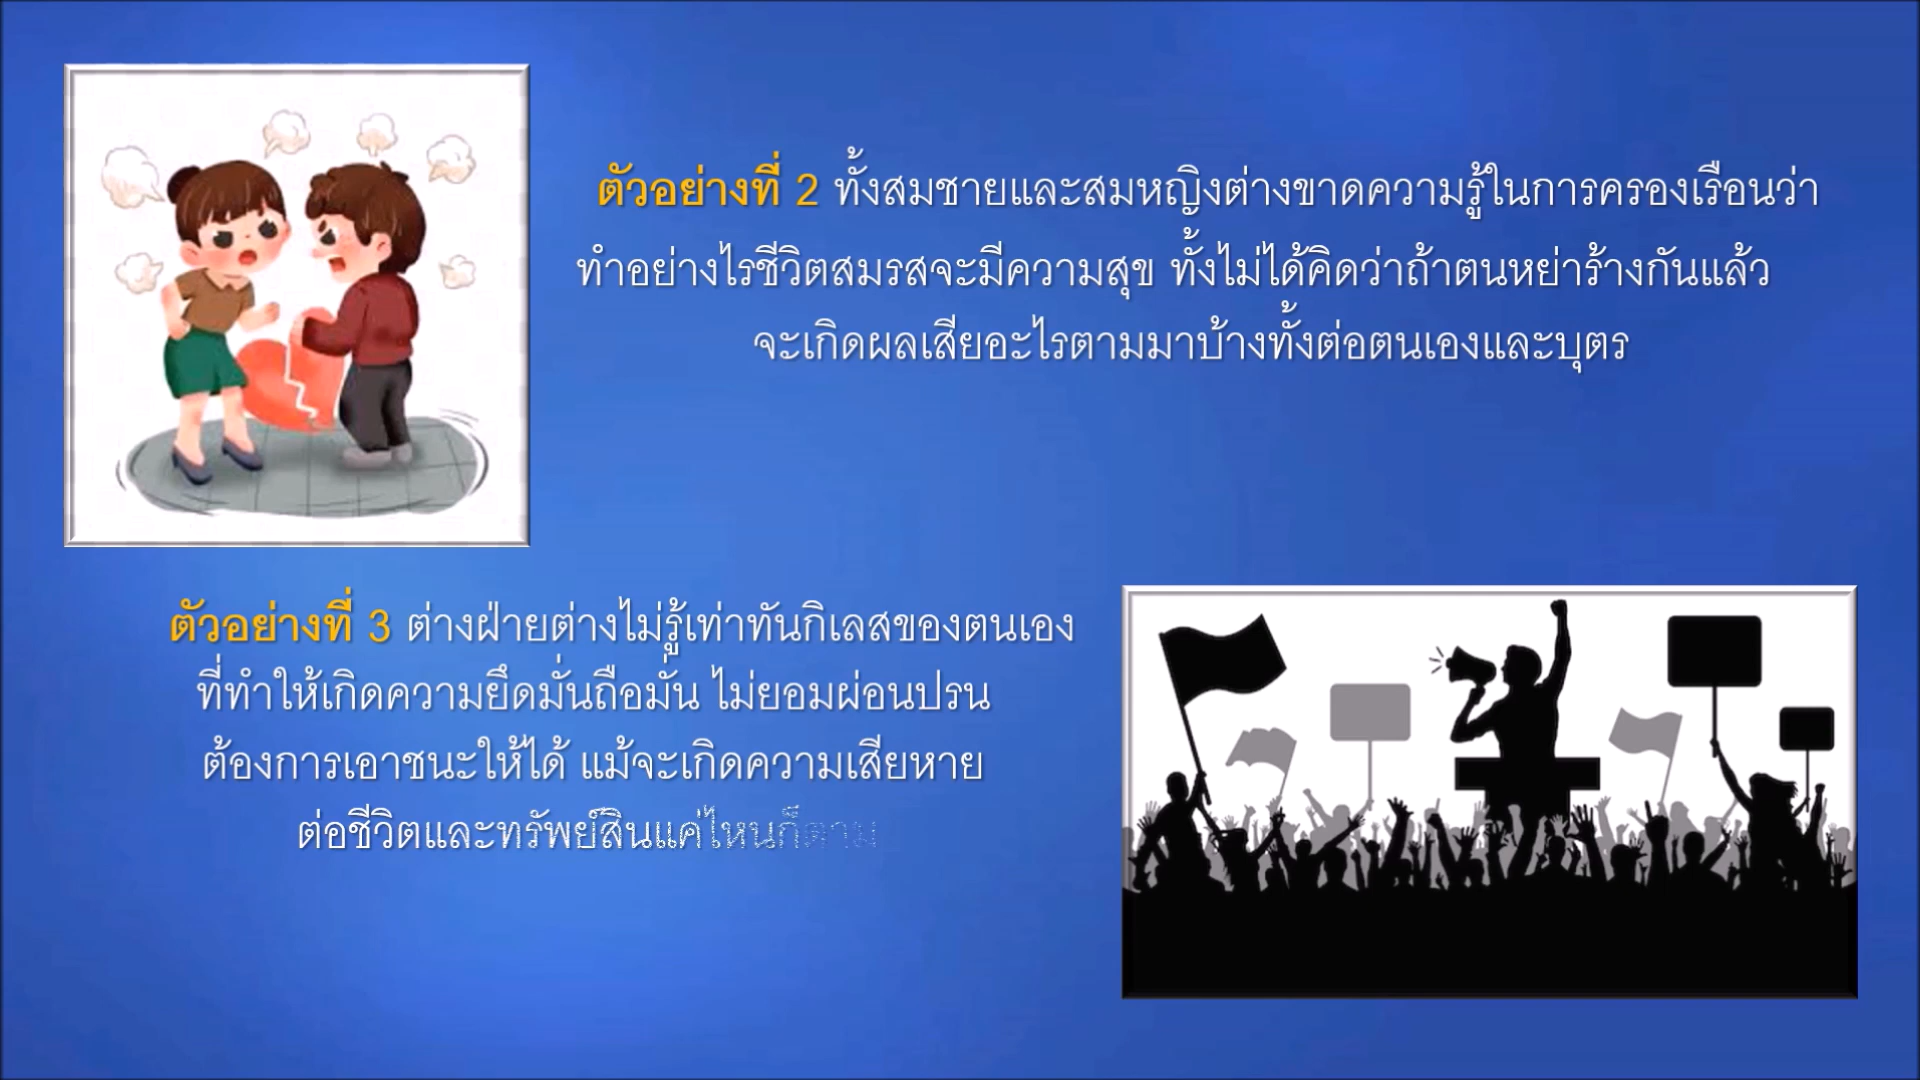 ตัวอย่างที่ 2 ทั้งสมชายและสมหญิงต่างขาดความรู้ในการครองเรือนว่า
ทำอย่างไรชีวิตสมรสจะมีความสุข ทั้งไม่ได้คิดว่าถ้าตนหย่าร้างกันแล้ว
จะเกิดผลเสียอะไรตามมาบ้างทั้งต่อตนเองและบุตร
ตัวอย่างที่ 3 ต่างฝ่ายต่างไม่รู้เท่าทันกิเลสของตนเอง
ที่ทำให้เกิดความยึดมั่นถือมั่น ไม่ยอมผ่อนปรน
ต้องการเอาชนะให้ได้ แม้จะเกิดความเสียหาย
ต่อชีวิตและทรัพย์สินแค่ไหนก็ตาม